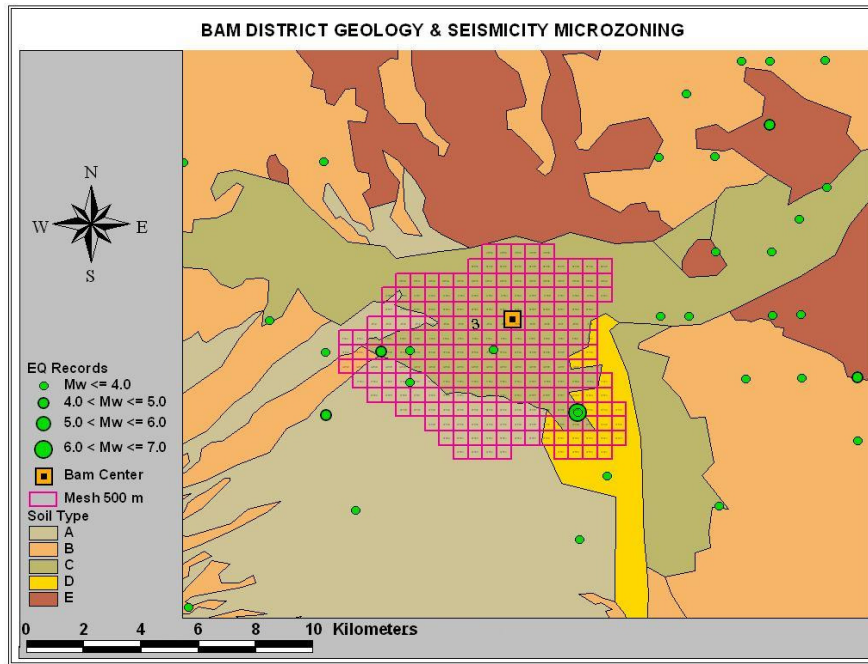 BAM DISTRICT GEOLOGY & SEISMICITY MICROZONING
N
W E
S
3
EQ Records
Mw <= 4.0
4.0 < Mw <= 5.0
5.0 < Mw <= 6.0
6.0 < Mw <= 7.0
Bam Center
Mesh 500 m
Soil Type
A
B
C
D
E
0 2 4 6 8 10 Kilometers